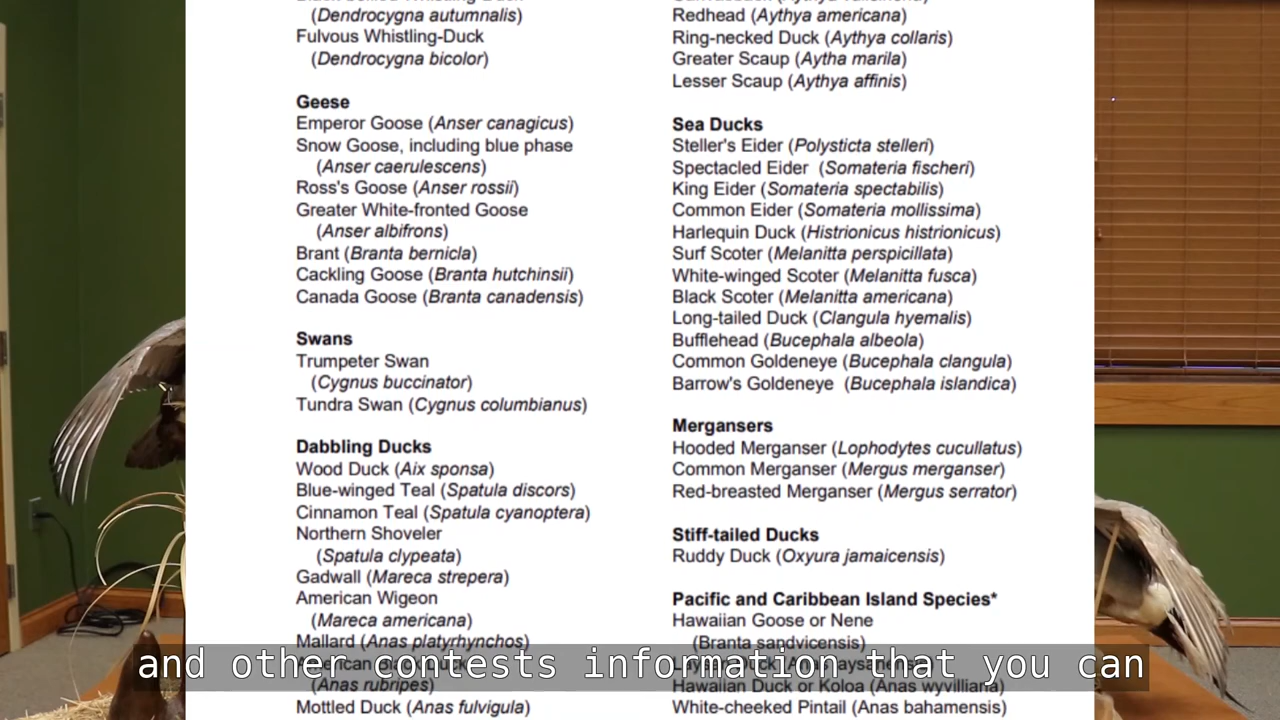 (Dendrocygna autumnalis)
Fulvous Whistling-Duck
(Dendrocygna bicolor)
Geese
Emperor Goose (Anser canagicus)
Snow Goose, including blue phase
(Anser caerulescens)
Ross's Goose (Anser rossii)
Greater White-fronted Goose
(Anser albifrons)
Brant (Branta bernicla)
Cackling Goose (Branta hutchinsii)
Canada Goose (Branta canadensis)
Swans
Trumpeter Swan
(Cygnus buccinator)
Tundra Swan (Cygnus columbianus)
Dabbling Ducks
Wood Duck (Aix sponsa)
Blue-winged Teal (Spatula discors)
Cinnamon Teal (Spatula cyanoptera)
Northern Shoveler
(Spatula clypeata)
Gadwall (Mareca strepera)
American Wigeon
(Mareca americana)
Mallard (Anas platyrhynchos)
American
(Anas rubripes)
Mottled Duck (Anas fulvigula)
Redhead (Aythya americana)
Ring-necked Duck (Aythya collaris)
Greater Scaup (Aytha marila)
Lesser Scaup (Aythya affinis)
Sea Ducks
Steller's Eider (Polysticta stelleri)
Spectacled Eider (Somateria fischeri)
King Eider (Somateria spectabilis)
Common Eider (Somateria mollissima)
Harlequin Duck (Histrionicus histrionicus)
Surf Scoter (Melanitta perspicillata)
White-winged Scoter (Melanitta fusca)
Black Scoter (Melanitta americana)
Long-tailed Duck (Clangula hyemalis)
Bufflehead (Bucephala albeola)
Common Goldeneye (Bucephala clangula)
Barrow's Goldeneye (Bucephala islandica)
Mergansers
Hooded Merganser (Lophodytes cucullatus)
Common Merganser (Mergus merganser)
Red-breasted Merganser (Mergus serrator)
Stiff-tailed Ducks
Ruddy Duck (Oxyura jamaicensis)
Pacific and Caribbean Island Species*
Hawaiian Goose or Nene
(Branta sandvicensis)
Hawaiian Duck or Koloa (Anas wyvilliana)
White-cheeked Pintail (Anas bahamensis)
and other contests information that you can